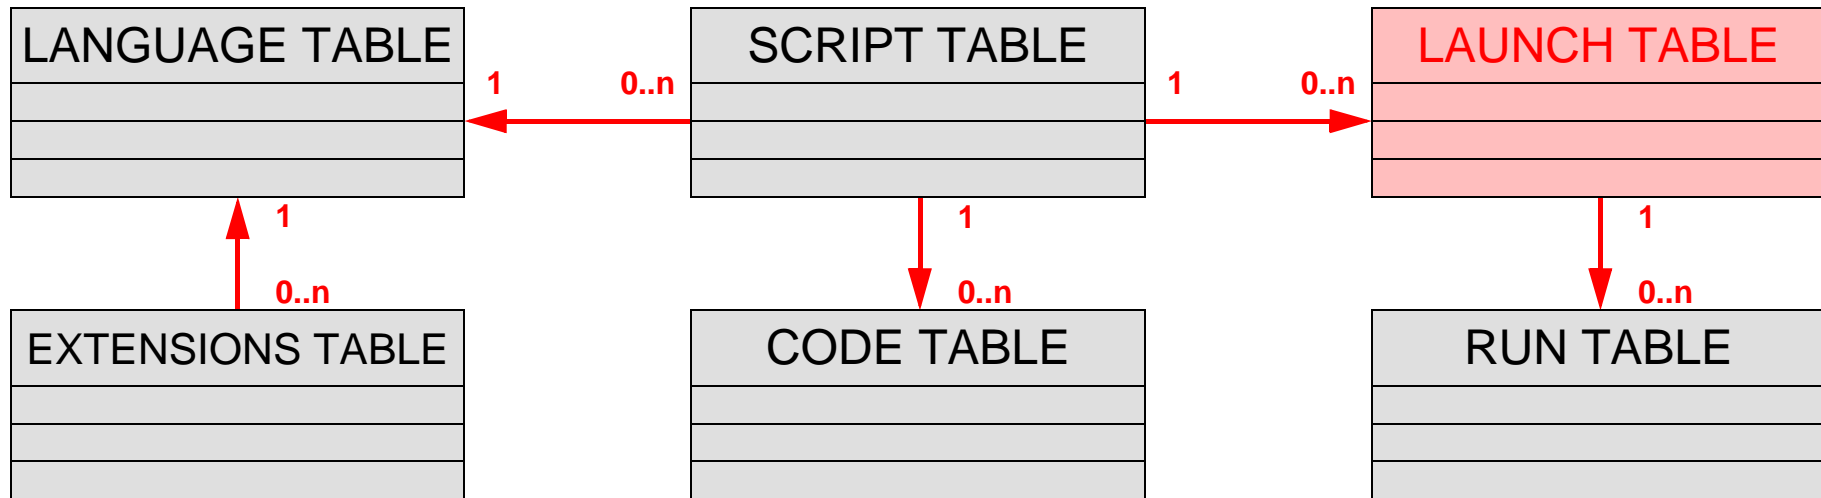 LANGUAGE TABLE
SCRIPT TABLE
LAUNCH TABLE
1
0..n
1
0..n
1
0..n
1
0..n
1
0..n
EXTENSIONS TABLE
CODE TABLE
RUN TABLE